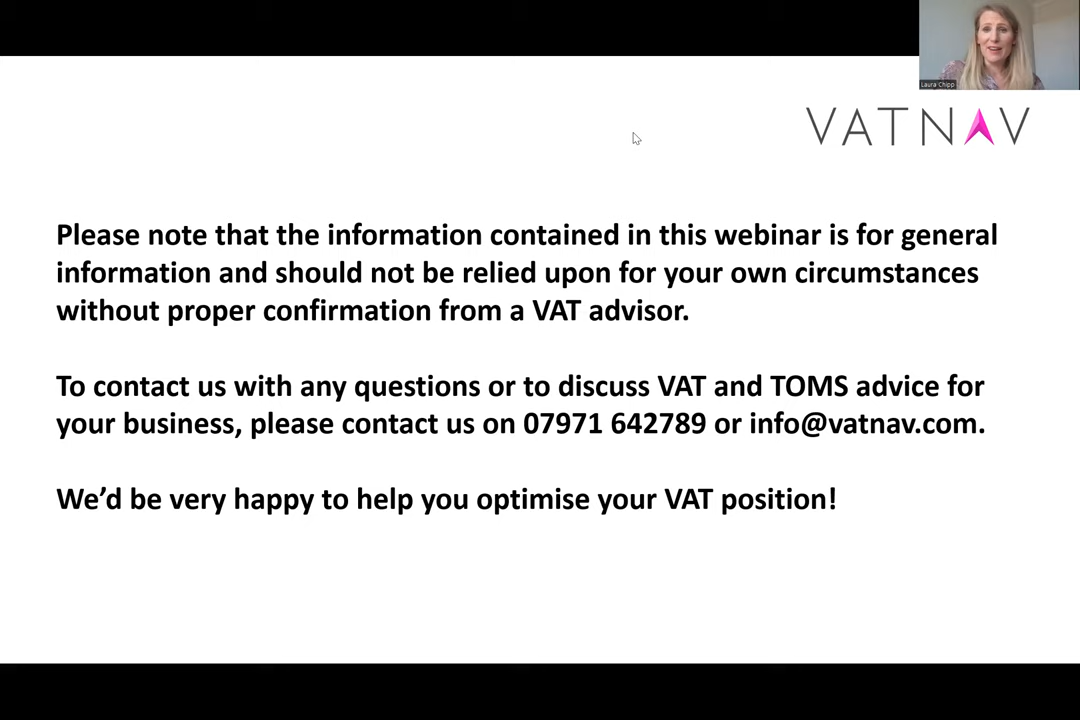 Laura Chipp
VATNAV
Please note that the information contained in this webinar is for general
information and should not be relied upon for your own circumstances
without proper confirmation from a VAT advisor.
To contact us with any questions or to discuss VAT and TOMS advice for
your business, please contact us on 07971 642789 or info@vatnav.com.
We’d be very happy to help you optimise your VAT position!